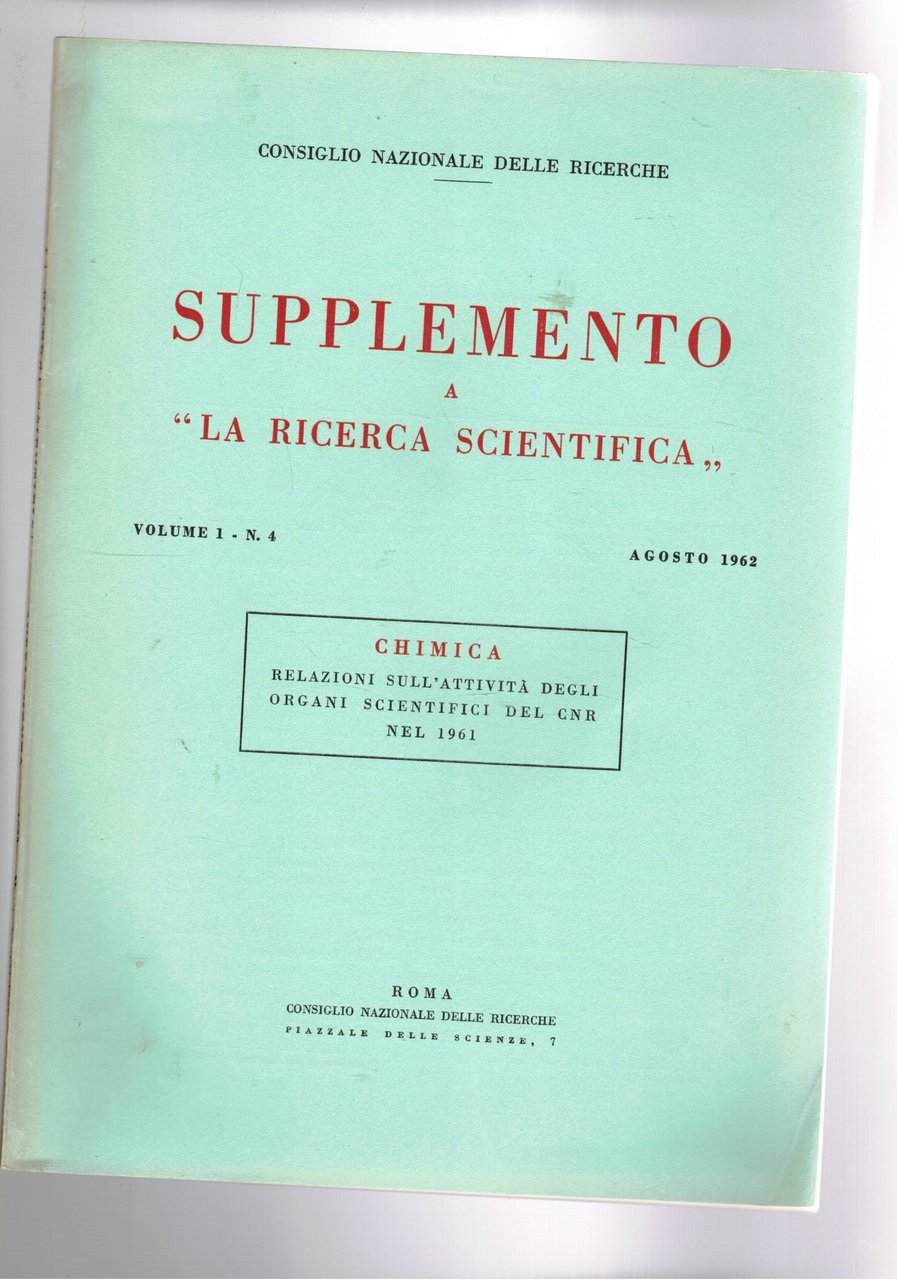 CONSIGLIO NAZIONALE DELLE RICERCHE
SUPPLEMENTO
A
“LA RICERCA SCIENTIFICA„
VOLUME 1 - N. 4
AGOSTO 1962
CHIMICA
RELAZIONI SULL'ATTIVITÀ DEGLI
ORGANI SCIENTIFICI DEL CNR
NEL 1961
ROMA
CONSIGLIO NAZIONALE DELLE RICERCHE
PIAZZALE DELLE SCIENZE, 7